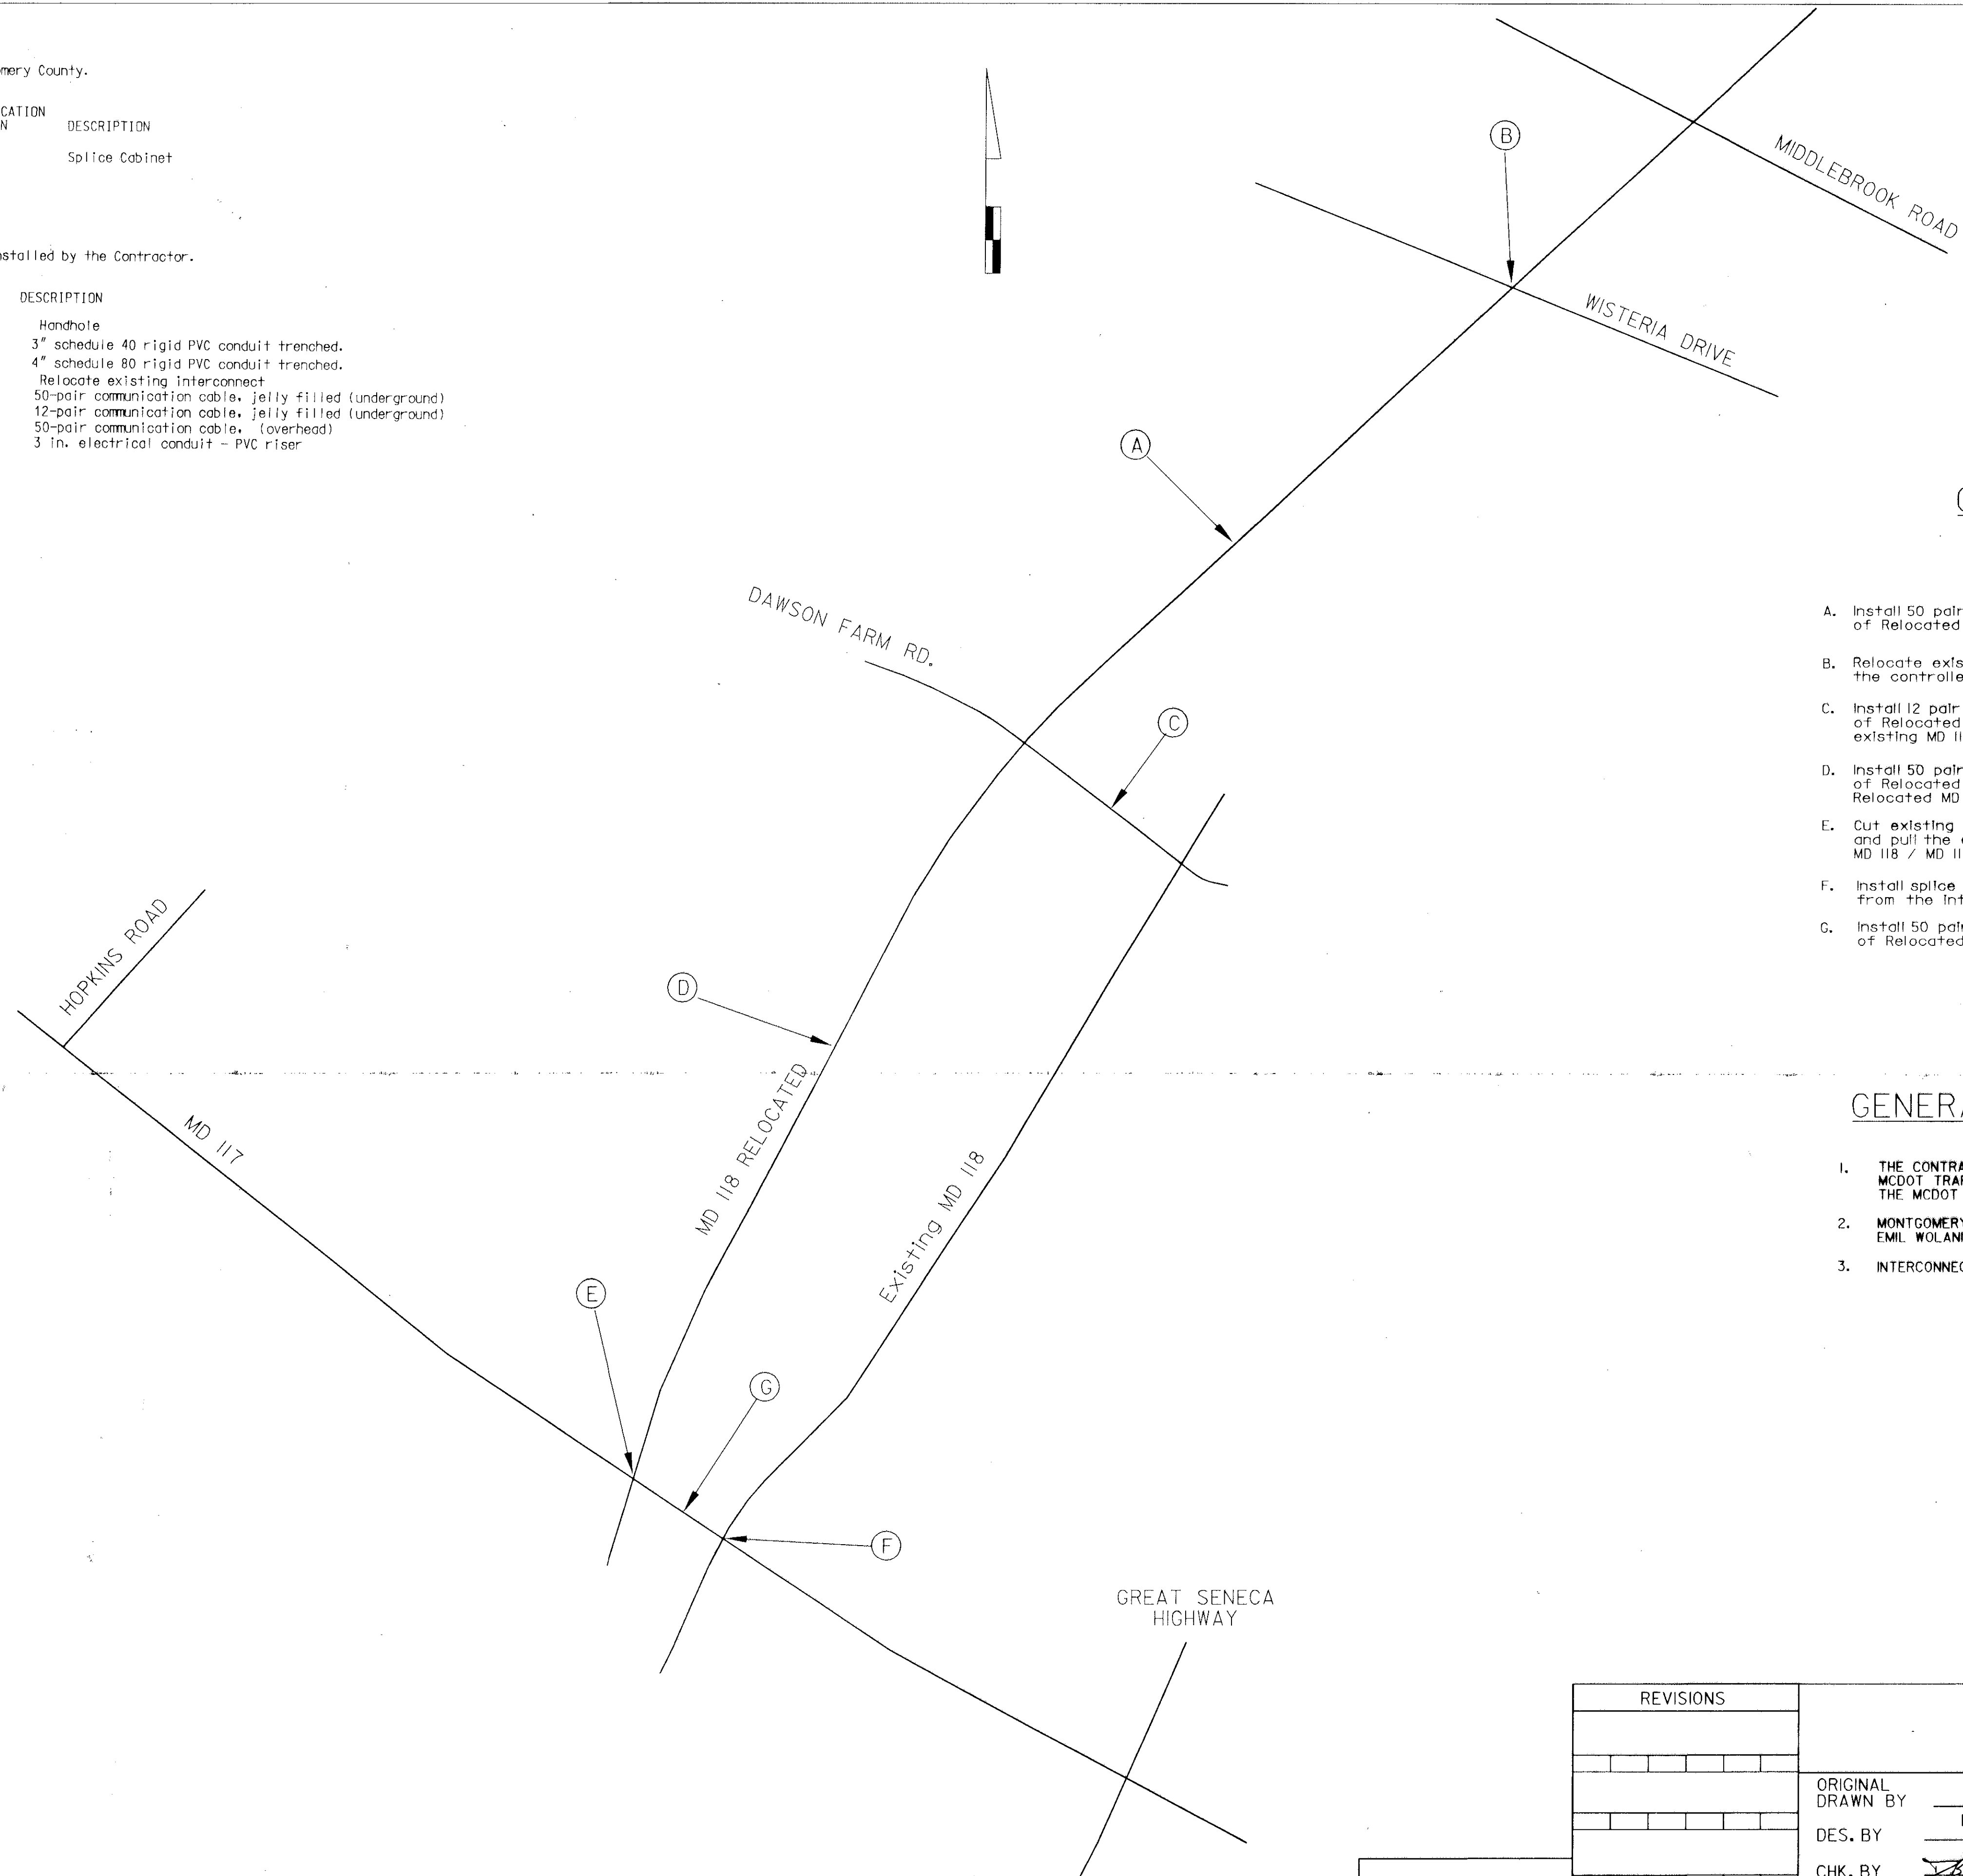 mery County.
CATION
N DESCRIPTION
Splice Cabinet
nstalled by the Contractor.
DESCRIPTION
Handhole
3" schedule 40 rigid PVC conduit trenched.
4" schedule 80 rigid PVC conduit trenched.
Relocate existing interconnect
50-pair communication cable, jelly filled (underground)
12-pair communication cable, jelly filled (underground)
50-pair communication cable, (overhead)
3 in. electrical conduit - PVC riser
B
MIDDLEBROOK ROAD
WISTERIA DRIVE
A
DAWSON FARM RD.
C
HOPKINS ROAD
D
MD 117
MD 118 RELOCATED
Existing MD 118
E
G
F
GREAT SENECA
HIGHWAY
A. Install 50 pair
of Relocated
B. Relocate exis
the controlle
C. Install 12 pair
of Relocated
existing MD 11
D. Install 50 pair
of Relocated
Relocated MD
E. Cut existing
and pull the e
MD 118 / MD 11
F. Install splice
from the int
G. Install 50 pair
of Relocated
GENERA
1. THE CONTRA
MCDOT TRAF
THE MCDOT
2. MONTGOMERY
EMIL WOLAN
3. INTERCONNEC
REVISIONS
ORIGINAL
DRAWN BY
DES. BY
CHK. BY